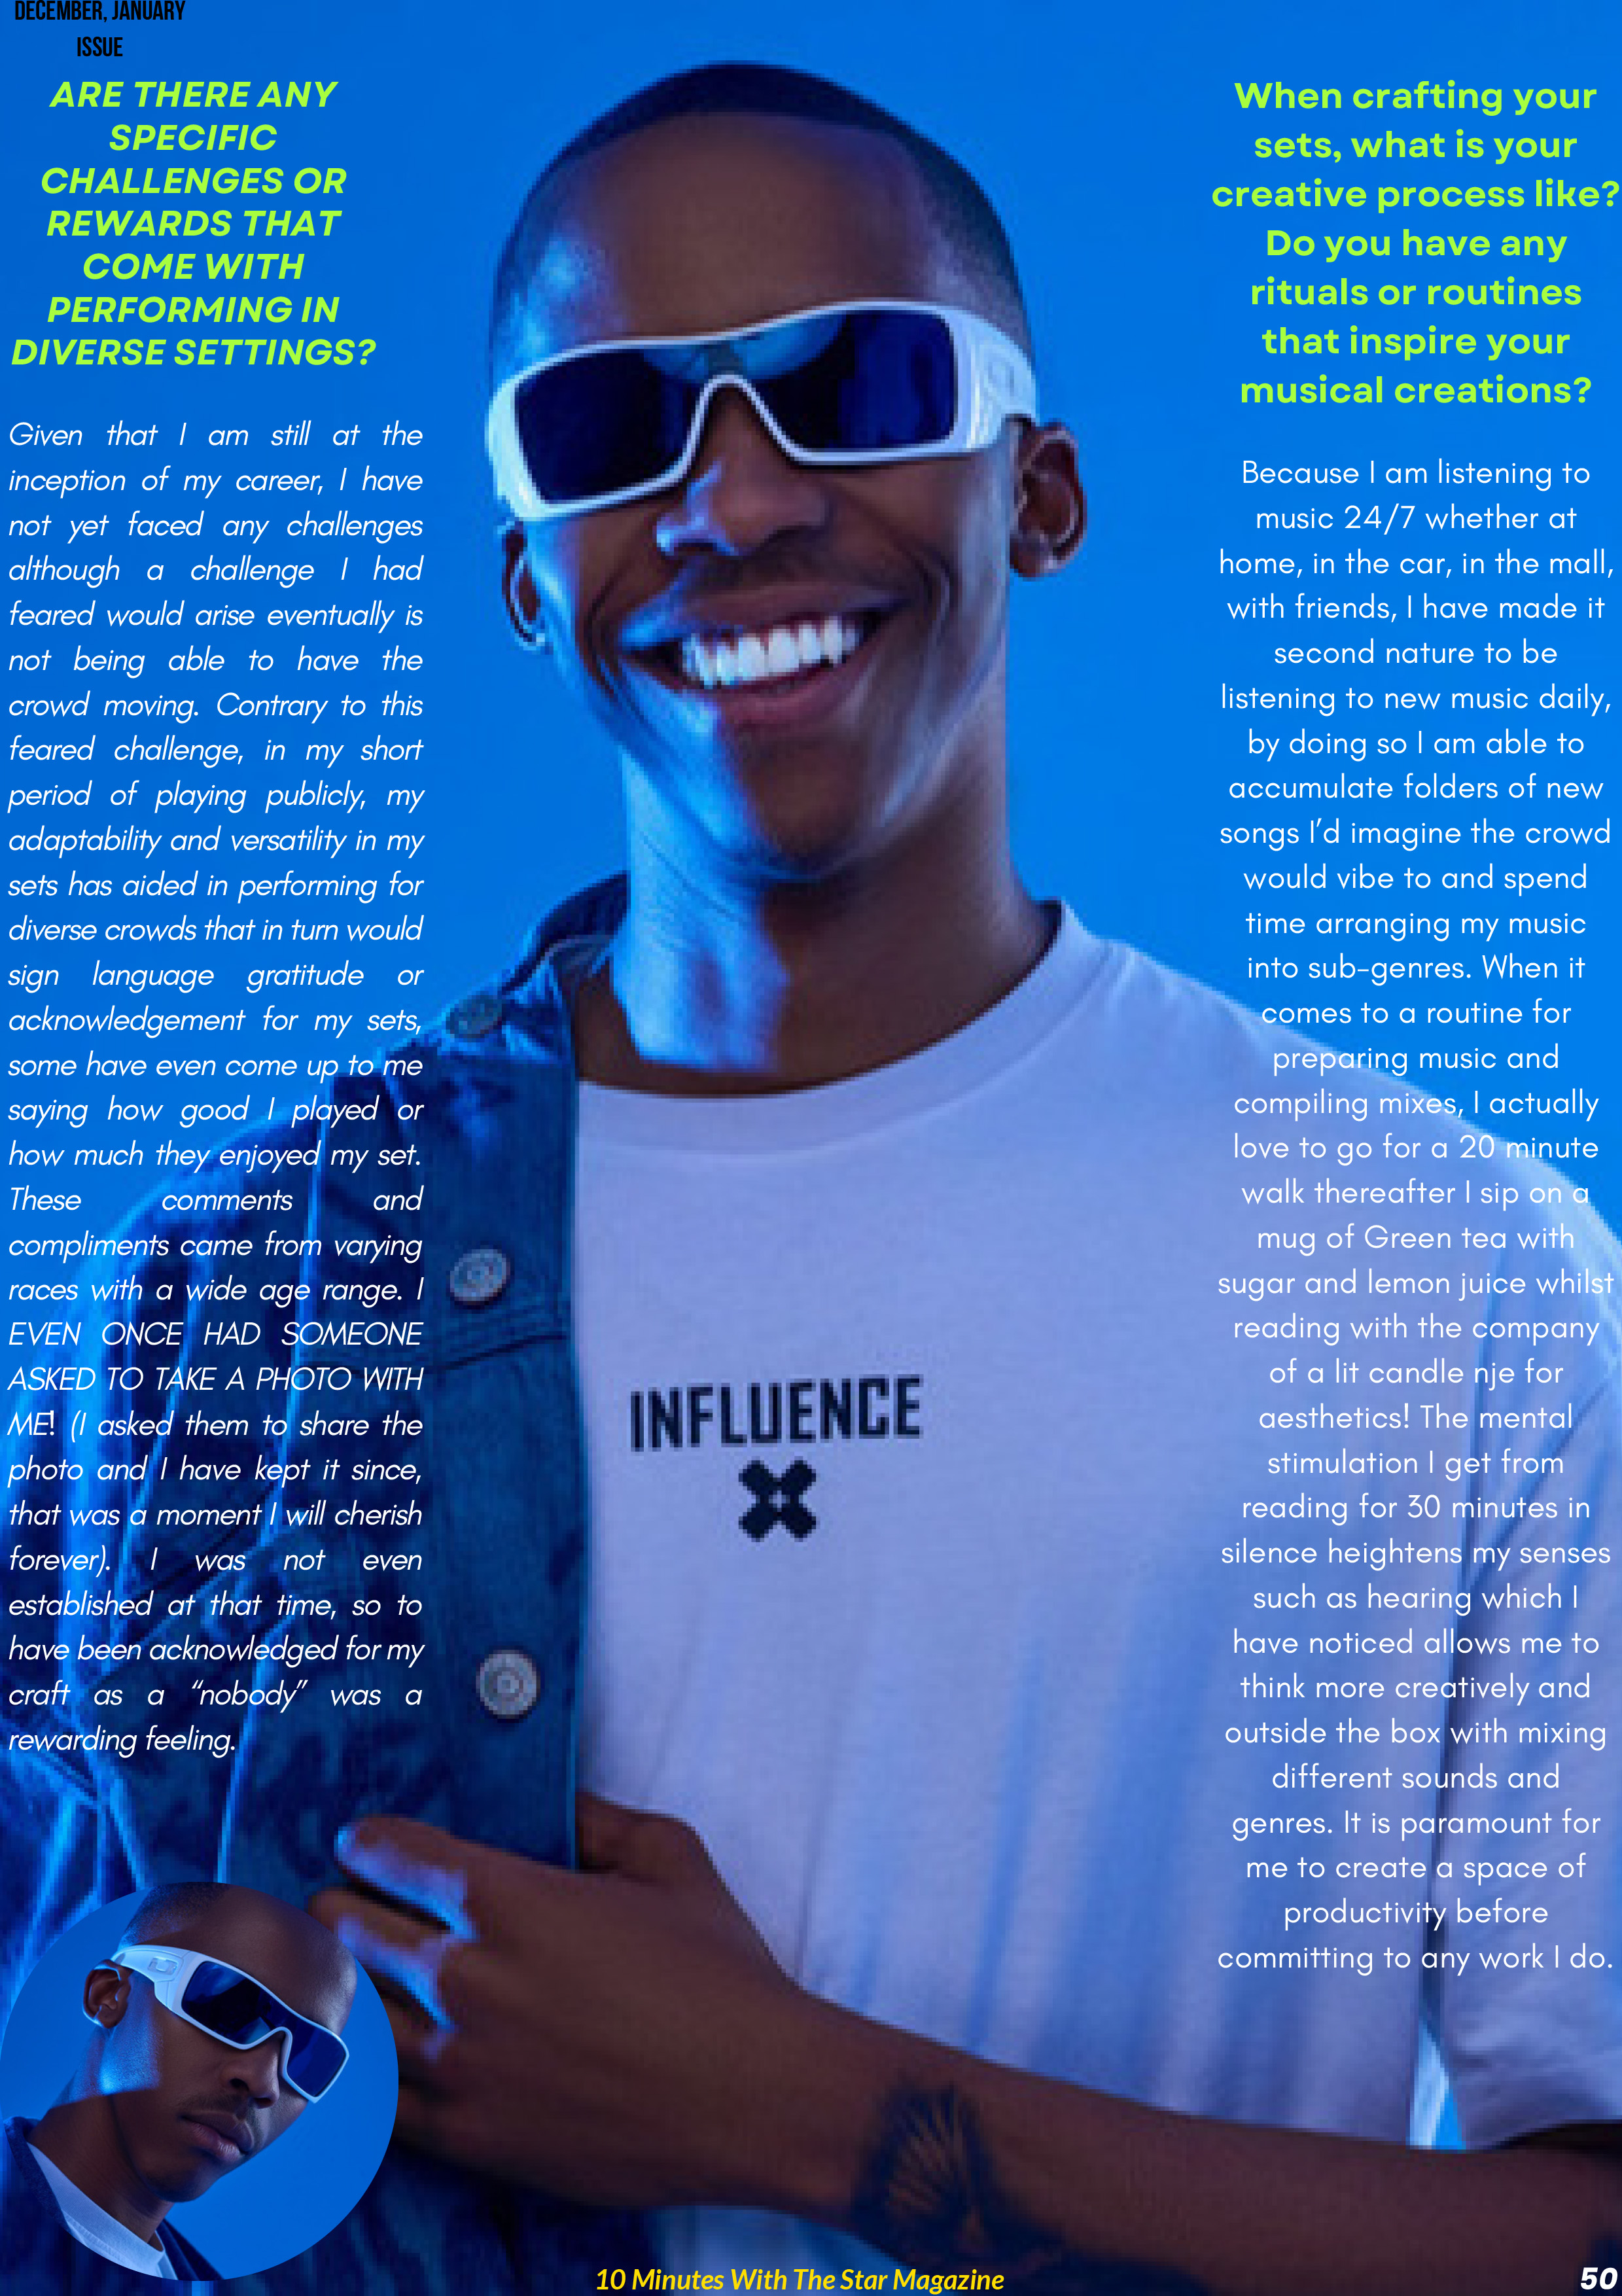 DECEMBER, JANUARY
ISSUE
ARE THERE ANY
SPECIFIC
CHALLENGES OR
REWARDS THAT
COME WITH
PERFORMING IN
DIVERSE SETTINGS?
Given that I am still at the
inception of my career, I have
not yet faced any challenges
although a challenge I had
feared would arise eventually is
not being able to have the
crowd moving. Contrary to this
feared challenge, in my short
period of playing publicly, my
adaptability and versatility in my
sets has aided in performing for
diverse crowds that in turn would
sign language gratitude or
acknowledgement for my sets,
some have even come up to me
saying how good I played or
how much they enjoyed my set.
These comments and
compliments came from varying
races with a wide age range. I
EVEN ONCE HAD SOMEONE
ASKED TO TAKE A PHOTO WITH
ME! (I asked them to share the
photo and I have kept it since,
that was a moment I will cherish
forever). I was not even
established at that time, so to
have been acknowledged for my
craft as a “nobody” was a
rewarding feeling.
When crafting your
sets, what is your
creative process like?
Do you have any
rituals or routines
that inspire your
musical creations?
Because I am listening to
music 24/7 whether at
home, in the car, in the mall,
with friends, I have made it
second nature to be
listening to new music daily,
by doing so I am able to
accumulate folders of new
songs I’d imagine the crowd
would vibe to and spend
time arranging my music
into sub-genres. When it
comes to a routine for
preparing music and
compiling mixes, I actually
love to go for a 20 minute
walk thereafter I sip on a
mug of Green tea with
sugar and lemon juice whilst
reading with the company
of a lit candle nje for
aesthetics! The mental
stimulation I get from
reading for 30 minutes in
silence heightens my senses
such as hearing which I
have noticed allows me to
think more creatively and
outside the box with mixing
different sounds and
genres. It is paramount for
me to create a space of
productivity before
committing to any work I do.
INFLUENCE
10 Minutes With The Star Magazine
50